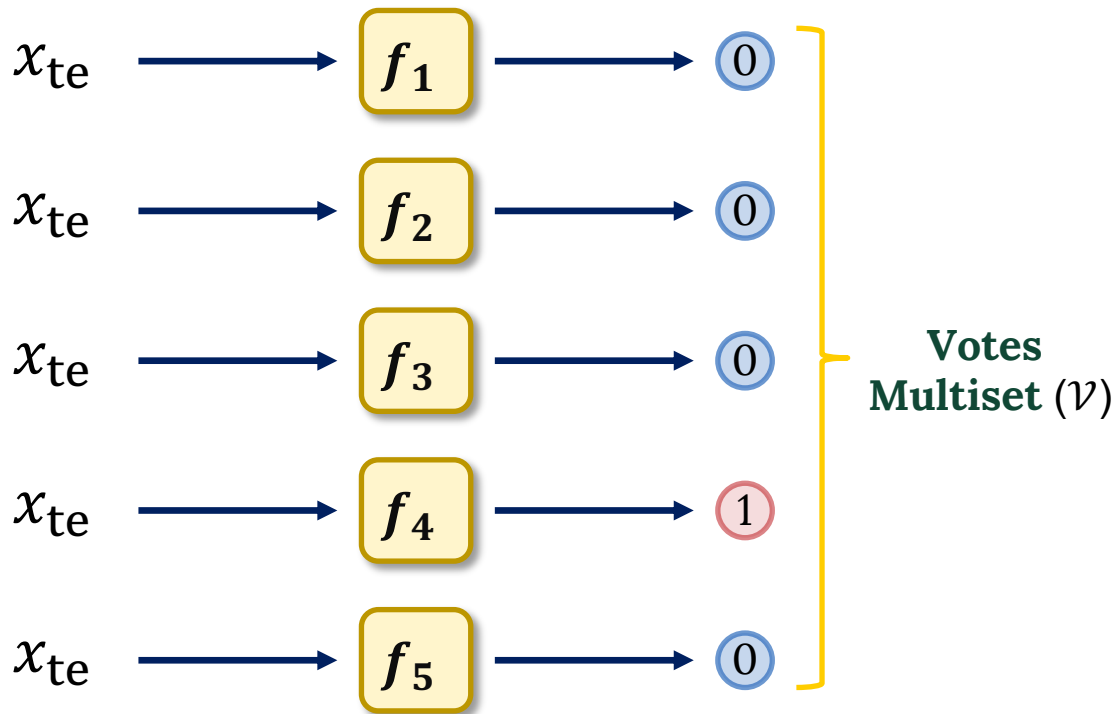 x_te f_1 0
x_te f_2 0
x_te f_3 0
Votes
Multiset (𝒱)
x_te f_4 1
x_te f_5 0